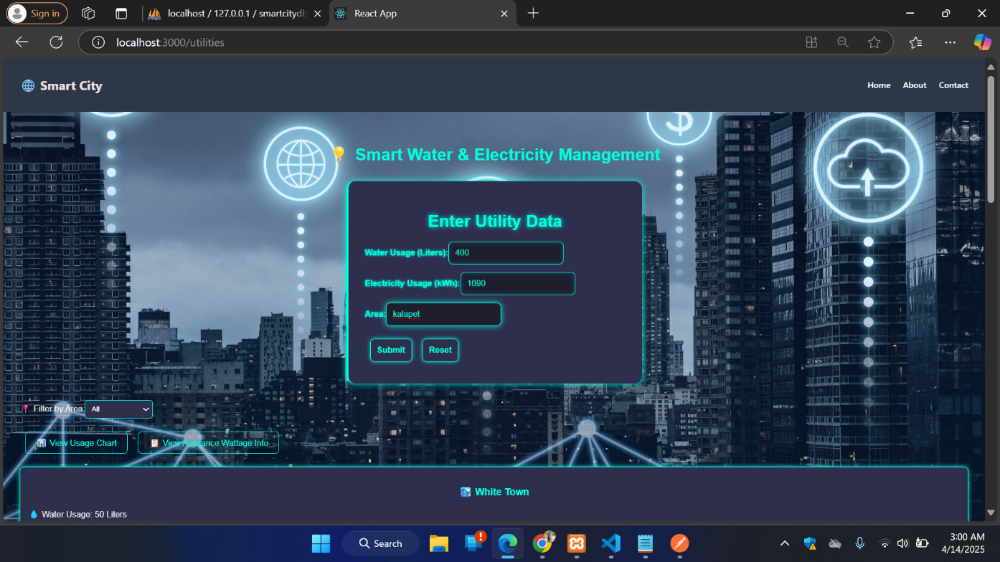 Sign in
localhost / 127.0.0.1 / smartcitydb
React App
localhost:3000/utilities
Smart City
Home About Contact
$
💡 Smart Water & Electricity Management
Enter Utility Data
Water Usage (Liters): 400
Electricity Usage (kWh): 1690
Area: kalapet
Submit Reset
📍 Filter by Area: All
📊 View Usage Chart 📋 View Appliance Wattage Info
🏙️ White Town
💧 Water Usage: 50 Liters
Search
3:00 AM
4/14/2025